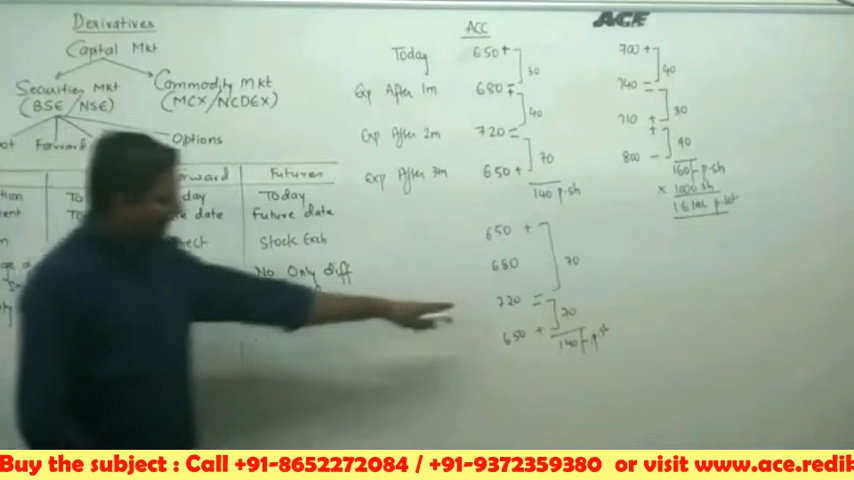 Derivatives
Capital Mkt
Securities Mkt
(BSE/NSE)
Commodity Mkt
(MCX/NCDEX)
Forward
Options
Futures
Today
Future date
Stock Exch
No Only diff
ACC
Today 650+
30
Exp After 1m 680
40
Exp After 2m 720=
70
Exp After 3m 650+
140 p.sh
650 +
680
70
720 =
70
650 +
140/- p.sh
ACE
700+
40
740 =
30
710 +
90
800 -
160/- p.sh
x 1000 sh
1.6 lac p.lot
Buy the subject : Call +91-8652272084 / +91-9372359380 or visit www.ace.redik